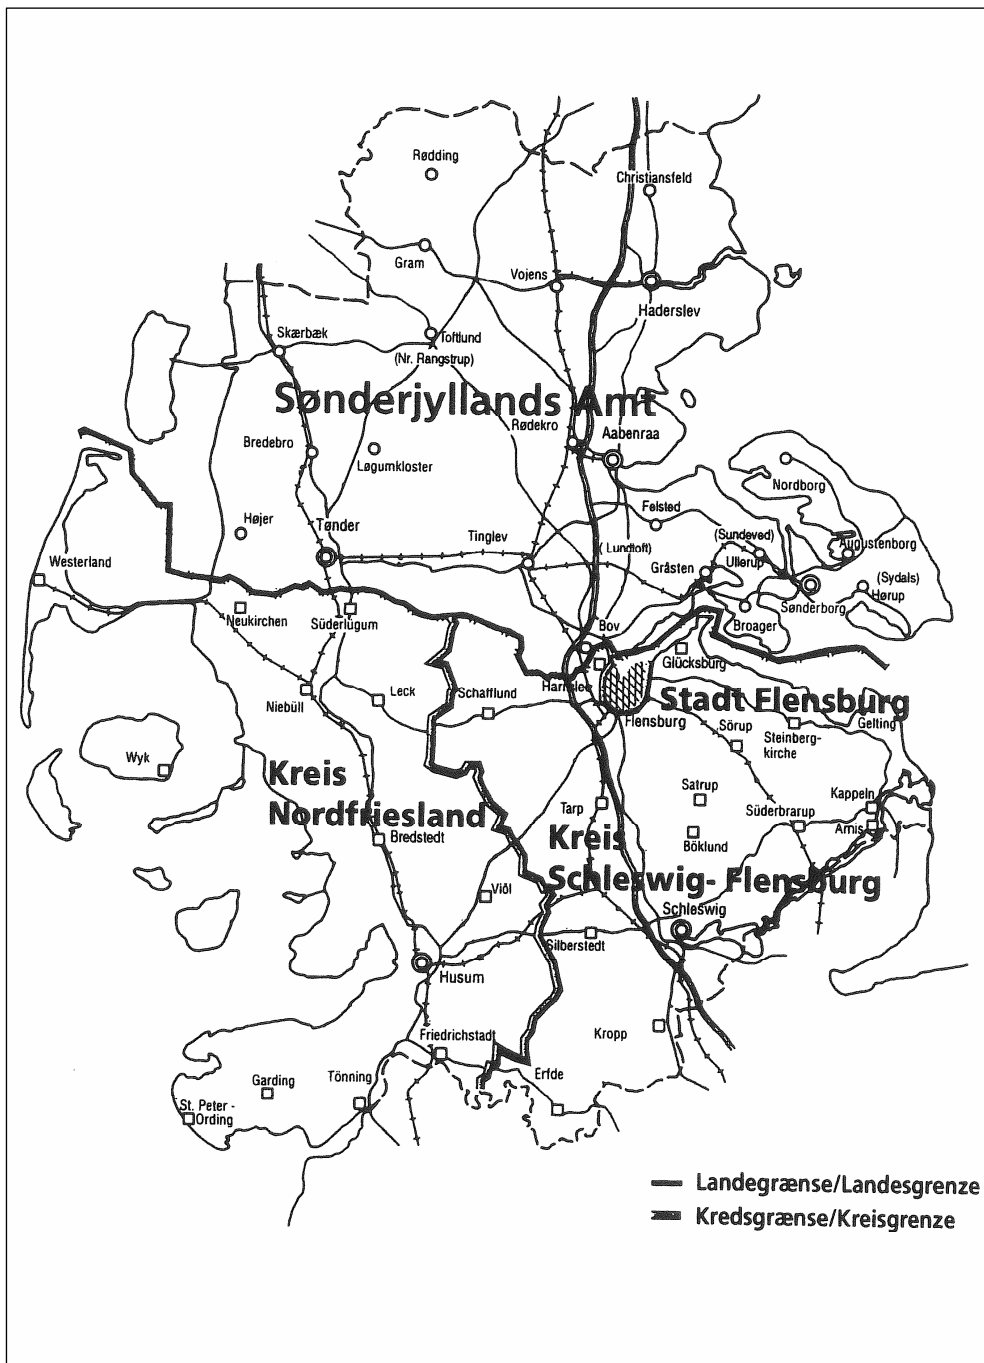 Rødding
Christiansfeld
Gram
Vojens
Haderslev
Skærbæk
Toftlund
(Nr. Rangstrup)
Sønderjyllands Amt
Rødekro
Aabenraa
Bredebro
Løgumkloster
Nordborg
Felsted
Højer
Tønder
Tinglev
(Lundtoft)
(Sundeved)
Ullerup
Augustenborg
Westerland
Gråsten
(Sydals)
Hørup
Sønderborg
Neukirchen
Süderlügum
Bov
Broager
Glücksburg
Harrislee
Leck
Schafflund
Niebüll
Stadt Flensburg
Flensburg
Sörup
Gelting
Steinberg-
kirche
Wyk
Kreis
Nordfriesland
Satrup
Kappeln
Tarp
Süderbrarup
Arnis
Bredstedt
Kreis
Schleswig- Flensburg
Böklund
Viöl
Schleswig
Silberstedt
Husum
Kropp
Friedrichstadt
Erfde
Garding
Tönning
St. Peter -
Ording
Landegrænse/Landesgrenze
Kredsgrænse/Kreisgrenze